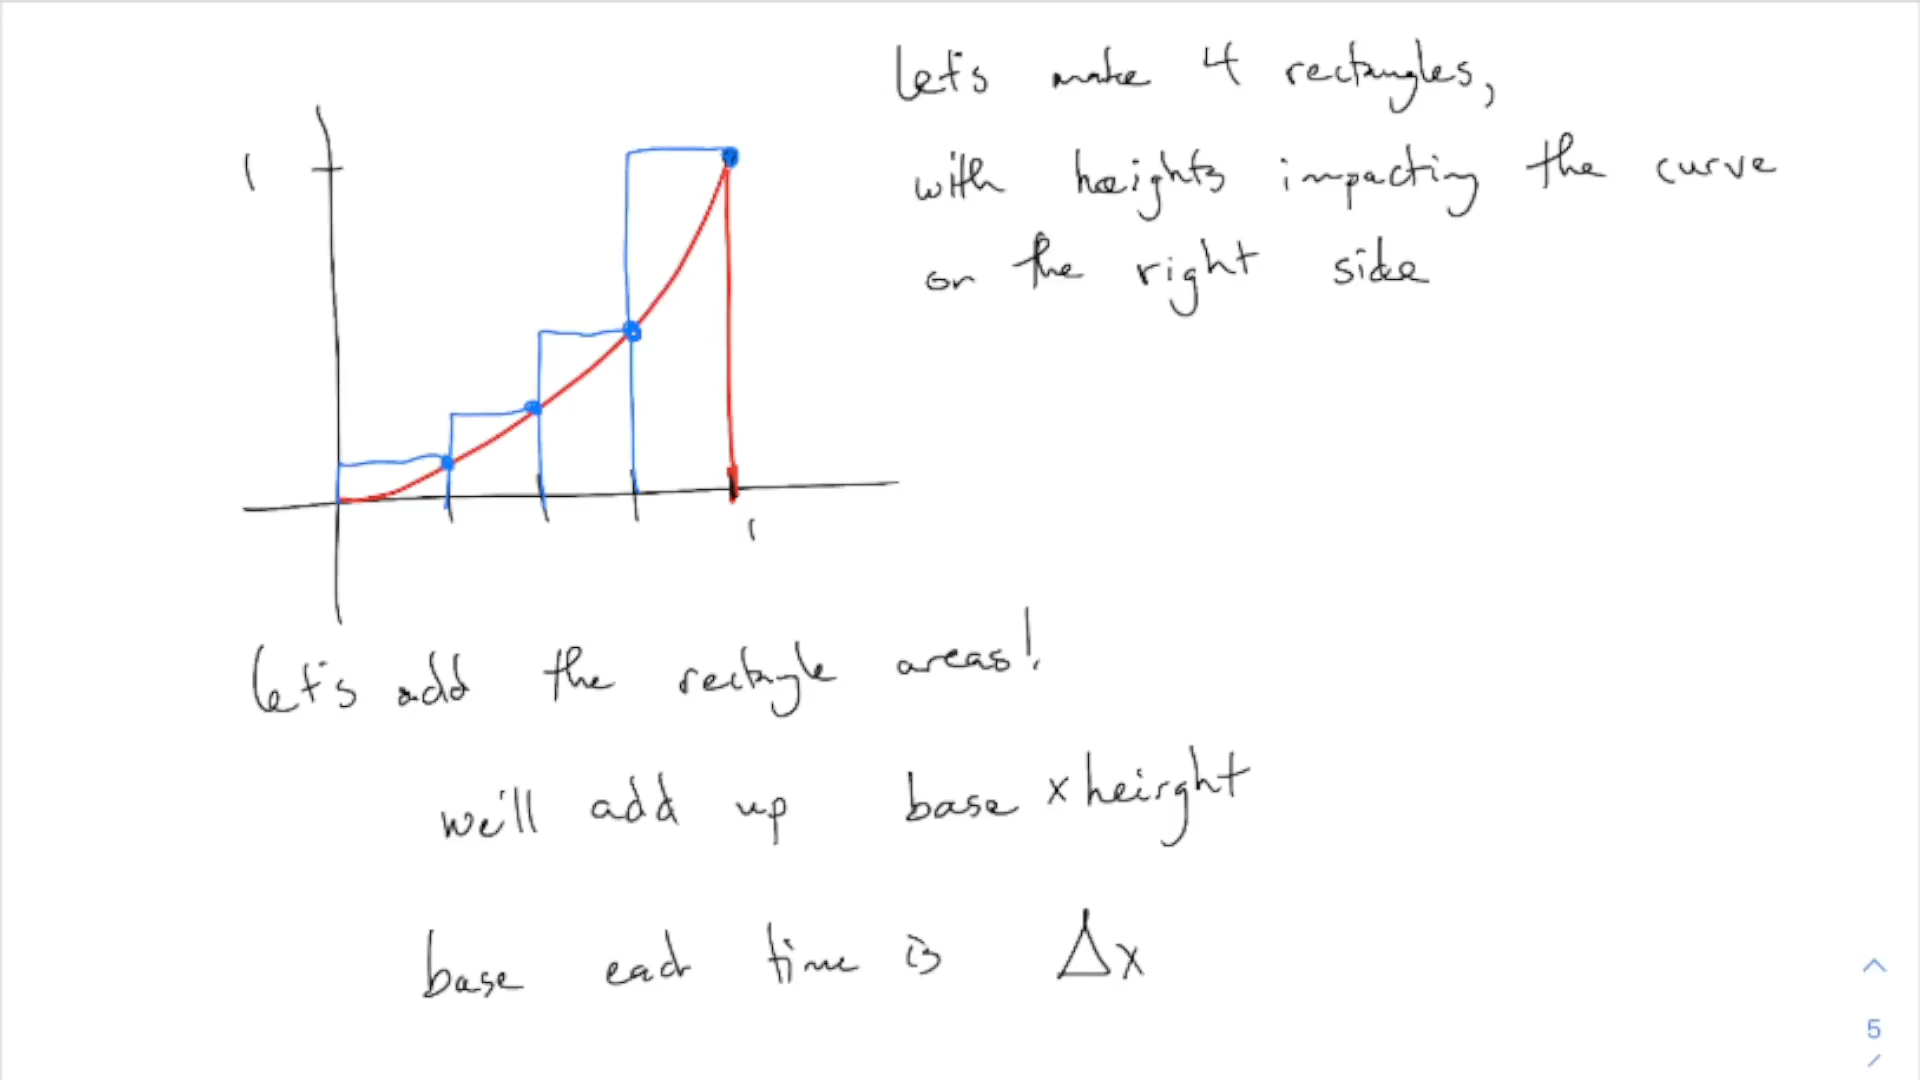 let's make 4 rectangles,
with heights impacting the curve
on the right side
1
1
let's add the rectangle areas!
we'll add up base x heirght
base each time is Δx
5